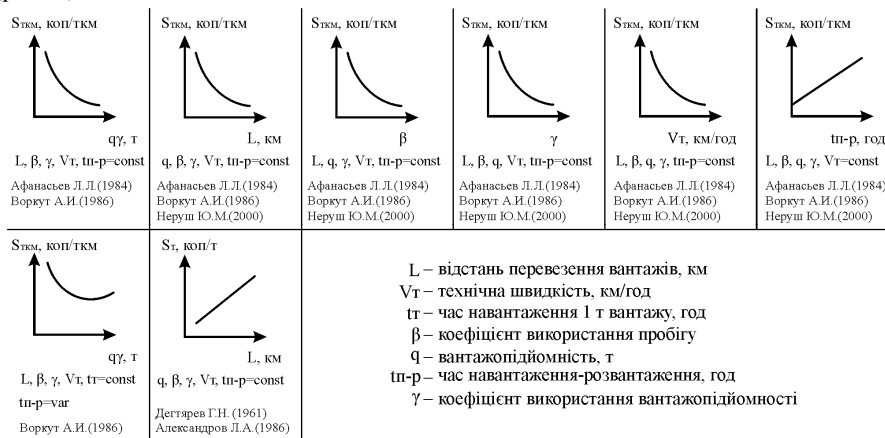 Sткм, коп/ткм
qγ, т
L, β, γ, Vт, tп-р=const
Афанасьев Л.Л.(1984)
Воркут А.И.(1986)
Sткм, коп/ткм
L, км
q, β, γ, Vт, tп-р=const
Афанасьев Л.Л.(1984)
Воркут А.И.(1986)
Неруш Ю.М.(2000)
Sткм, коп/ткм
β
L, q, γ, Vт, tп-р=const
Афанасьев Л.Л.(1984)
Воркут А.И.(1986)
Неруш Ю.М.(2000)
Sткм, коп/ткм
γ
L, β, q, Vт, tп-р=const
Афанасьев Л.Л.(1984)
Воркут А.И.(1986)
Неруш Ю.М.(2000)
Sткм, коп/ткм
Vт, км/год
L, β, q, γ, tп-р=const
Афанасьев Л.Л.(1984)
Воркут А.И.(1986)
Неруш Ю.М.(2000)
Sткм, коп/ткм
tп-р, год
L, β, q, γ, Vт=const
Афанасьев Л.Л.(1984)
Воркут А.И.(1986)
Неруш Ю.М.(2000)
Sткм, коп/ткм
qγ, т
L, β, γ, Vт, tт=const
tп-р=var
Воркут А.И.(1986)
Sт, коп/т
L, км
q, β, γ, Vт, tп-р=const
Дегтярев Г.Н.(1961)
Александров Л.А.(1986)
L – відстань перевезення вантажів, км
Vт – технічна швидкість, км/год
tт – час навантаження 1 т вантажу, год
β – коефіцієнт використання пробігу
q – вантажопідйомність, т
tп-р – час навантаження-розвантаження, год
γ – коефіцієнт використання вантажопідйомності